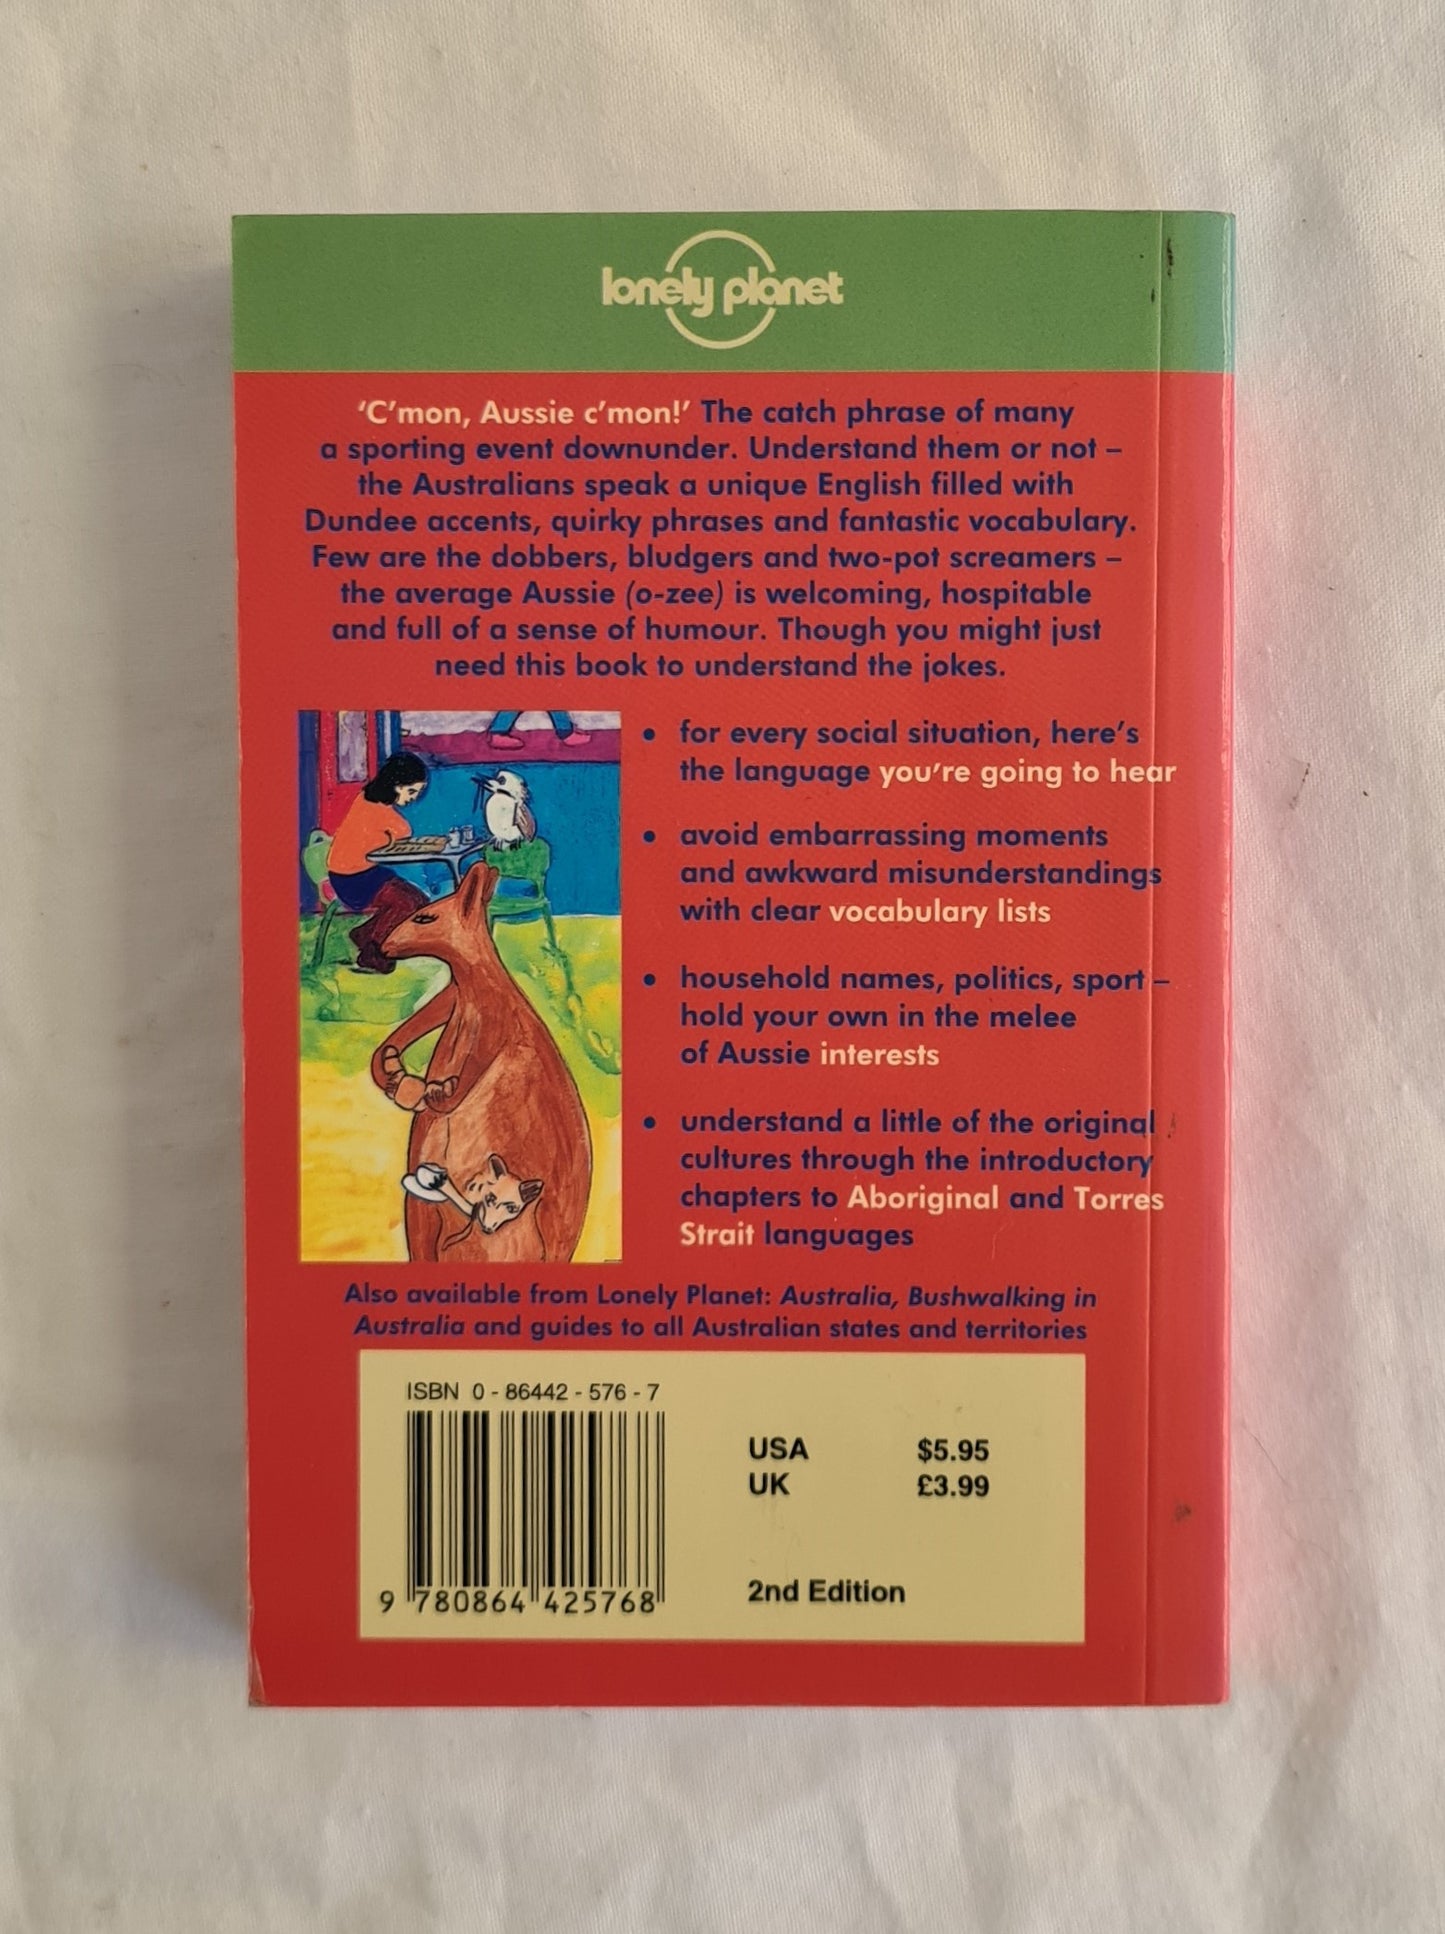 lonely planet
‘C’mon, Aussie c’mon!’ The catch phrase of many
a sporting event downunder. Understand them or not –
the Australians speak a unique English filled with
Dundee accents, quirky phrases and fantastic vocabulary.
Few are the dobbers, bludgers and two-pot screamers –
the average Aussie (o-zee) is welcoming, hospitable
and full of a sense of humour. Though you might just
need this book to understand the jokes.
• for every social situation, here’s
the language you’re going to hear
• avoid embarrassing moments
and awkward misunderstandings
with clear vocabulary lists
• household names, politics, sport –
hold your own in the melee
of Aussie interests
• understand a little of the original
cultures through the introductory
chapters to Aboriginal and Torres
Strait languages
Also available from Lonely Planet: Australia, Bushwalking in
Australia and guides to all Australian states and territories
ISBN 0 - 86442 - 576 - 7
USA $5.95
UK £3.99
2nd Edition
9 780864 425768